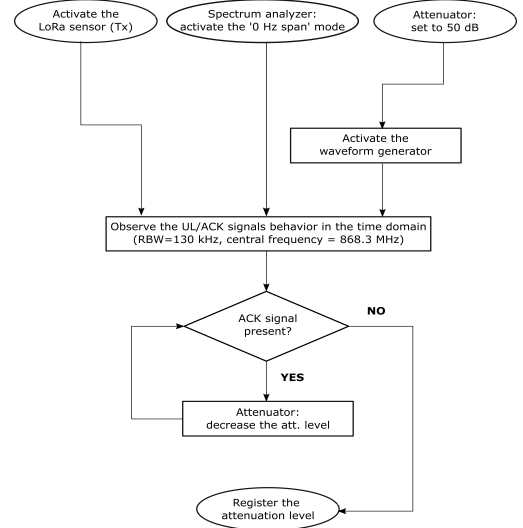 Activate the
LoRa sensor (Tx)
Spectrum analyzer:
activate the '0 Hz span' mode
Attenuator:
set to 50 dB
Activate the
waveform generator
Observe the UL/ACK signals behavior in the time domain
(RBW=130 kHz, central frequency = 868.3 MHz)
ACK signal
present?
NO
YES
Attenuator:
decrease the att. level
Register the
attenuation level